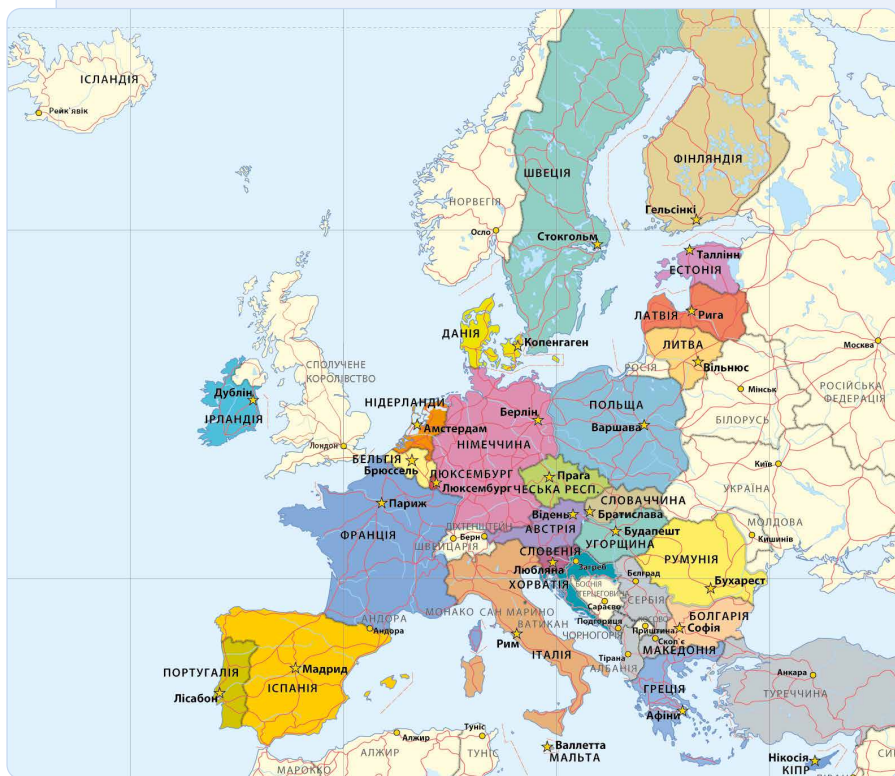 ІСЛАНДІЯ
Рейк'явік
ШВЕЦІЯ
ФІНЛЯНДІЯ
НОРВЕГІЯ
Гельсінкі
Осло
Стокгольм
Таллінн
ЕСТОНІЯ
ЛАТВІЯ
Рига
ДАНІЯ
Копенгаген
ЛИТВА
Вільнюс
Москва
РОСІЯ
СПОЛУЧЕНЕ
КОРОЛІВСТВО
Мінськ
РОСІЙСЬКА
ФЕДЕРАЦІЯ
БІЛОРУСЬ
Дублін
ІРЛАНДІЯ
НІДЕРЛАНДИ
Амстердам
Берлін
НІМЕЧЧИНА
ПОЛЬЩА
Варшава
Лондон
БЕЛЬГІЯ
Брюссель
ЛЮКСЕМБУРГ
Люксембург
Прага
ЧЕСЬКА РЕСП.
Київ
УКРАЇНА
СЛОВАЧЧИНА
Братислава
Париж
ФРАНЦІЯ
Відень
АВСТРІЯ
Будапешт
УГОРЩИНА
МОЛДОВА
Кишинів
ЛІХТЕНШТЕЙН
Берн
ШВЕЙЦАРІЯ
СЛОВЕНІЯ
Любляна
Загреб
ХОРВАТІЯ
РУМУНІЯ
Бухарест
Бєлград
БОСНІЯ
ГЕРЦЕГОВИНА
Сараєво
СЕРБІЯ
АНДОРА
Андора
МОНАКО
САН МАРИНО
ВАТИКАН
Рим
ІТАЛІЯ
Подгориця
ЧОРНОГОРІЯ
КОСОВО
Приштина
Скоп'є
МАКЕДОНІЯ
БОЛГАРІЯ
Софія
Тірана
АЛБАНІЯ
ПОРТУГАЛІЯ
Лісабон
Мадрид
ІСПАНІЯ
ГРЕЦІЯ
Афіни
Анкара
ТУРЕЧЧИНА
Алжир
АЛЖИР
Туніс
ТУНІС
МАРОККО
Валлетта
МАЛЬТА
Нікосія
КІПР